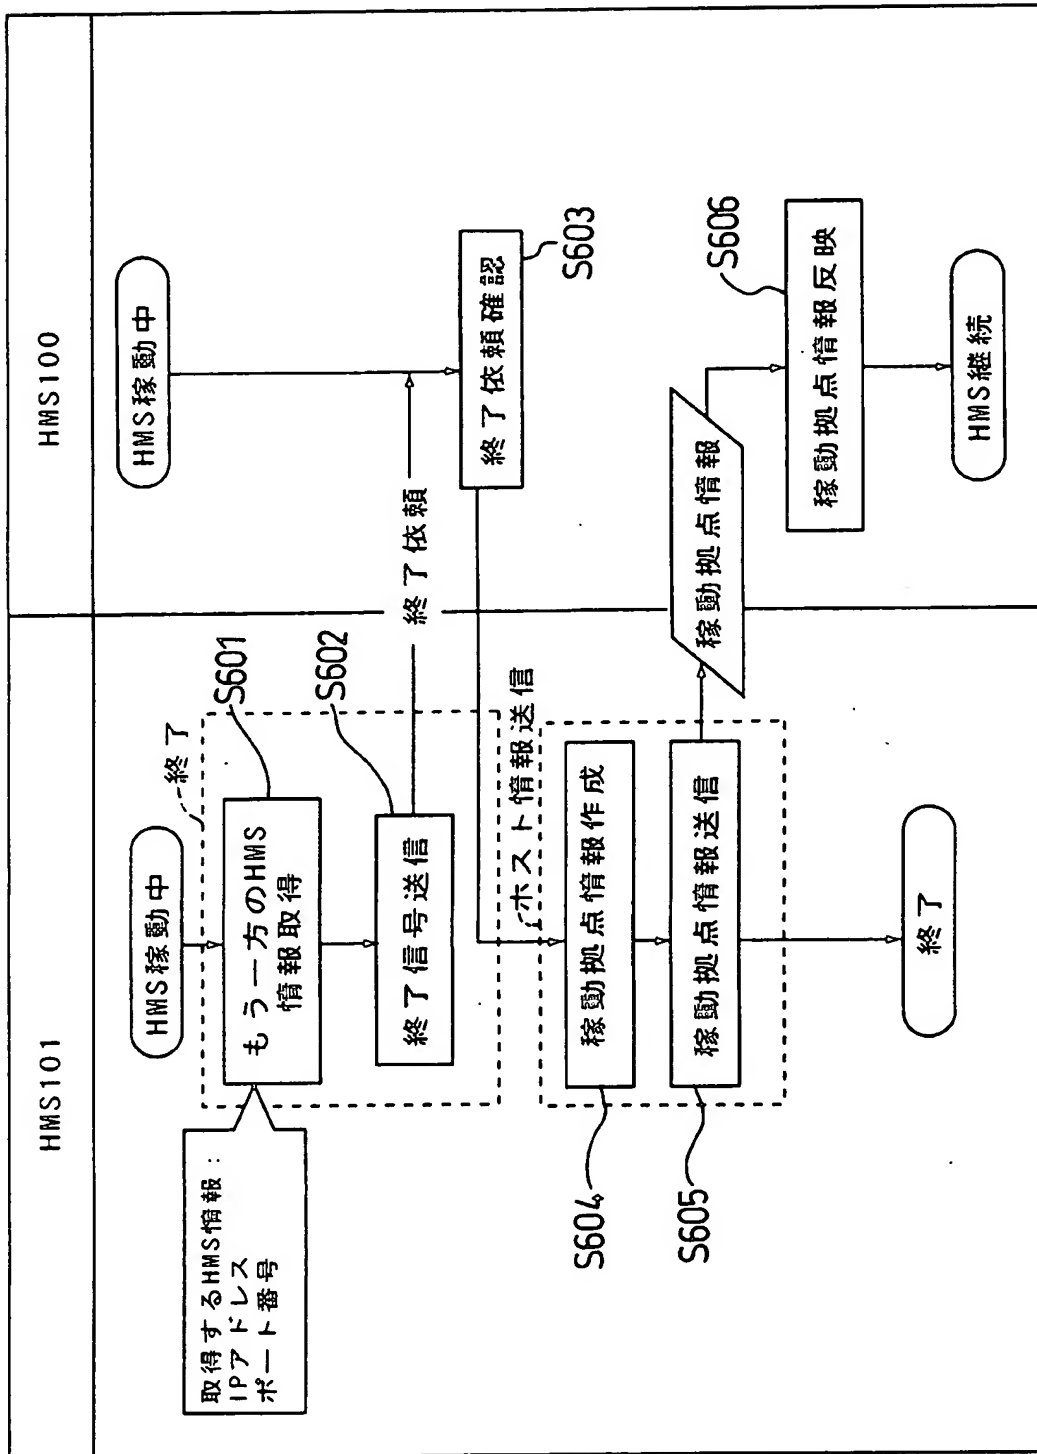 HMS101
HMS100
HMS稼動中
HMS稼動中
終了
取得するHMS情報：
IPアドレス
ポート番号
もう一方のHMS
情報取得
S601
終了信号送信
S602
終了依頼
終了依頼確認
S603
ホスト情報送信
稼動拠点情報作成
S604
稼動拠点情報送信
S605
稼動拠点情報
稼動拠点情報反映
S606
終了
HMS継続